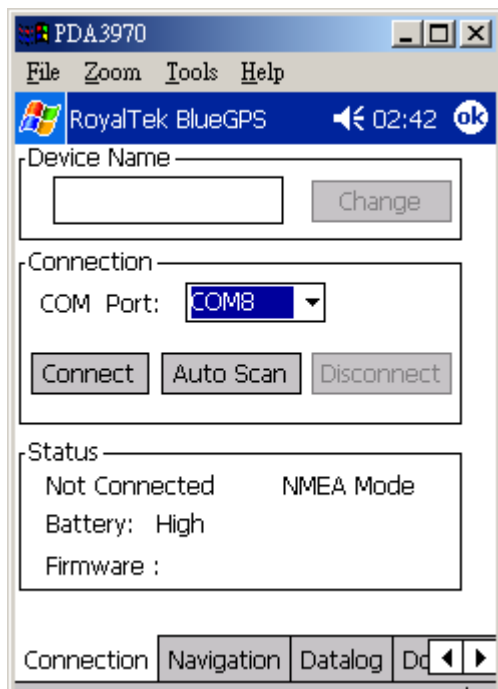 PDA3970
File Zoom Tools Help
RoyalTek BlueGPS 02:42 ok
Device Name
Change
Connection
COM Port: COM8
Connect Auto Scan Disconnect
Status
Not Connected NMEA Mode
Battery: High
Firmware :
Connection Navigation Datalog